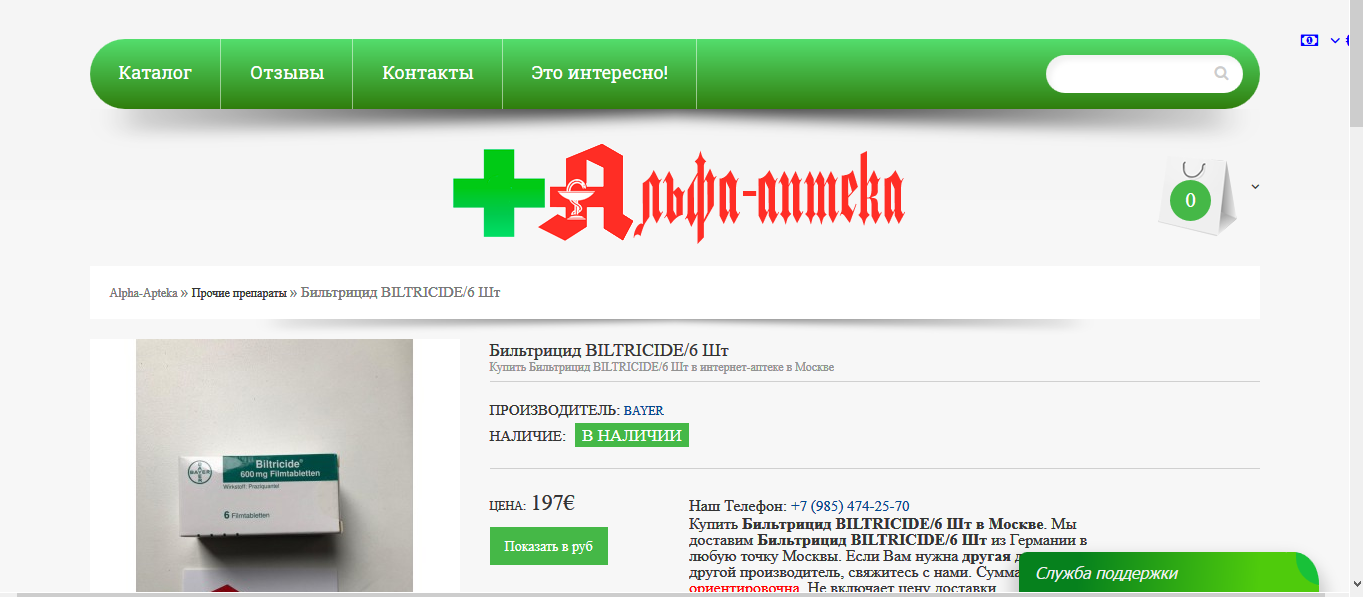 Каталог
Отзывы
Контакты
Это интересно!
Альфа-аптека
0
Alpha-Apteka » Прочие препараты » Бильтрицид BILTRICIDE/6 Шт
Бильтрицид BILTRICIDE/6 Шт
Купить Бильтрицид BILTRICIDE/6 Шт в интернет-аптеке в Москве
ПРОИЗВОДИТЕЛЬ: BAYER
НАЛИЧИЕ: В НАЛИЧИИ
BAYER
Biltricide®
600 mg Filmtabletten
Wirkstoff: Praziquantel
6 Filmtabletten
ЦЕНА: 197€
Показать в руб
Наш Телефон: +7 (985) 474-25-70
Купить Бильтрицид BILTRICIDE/6 Шт в Москве. Мы
доставим Бильтрицид BILTRICIDE/6 Шт из Германии в
любую точку Москвы. Если Вам нужна другая
другой производитель, свяжитесь с нами. Сумма
ориентировочна. Не включает цену доставки
Служба поддержки